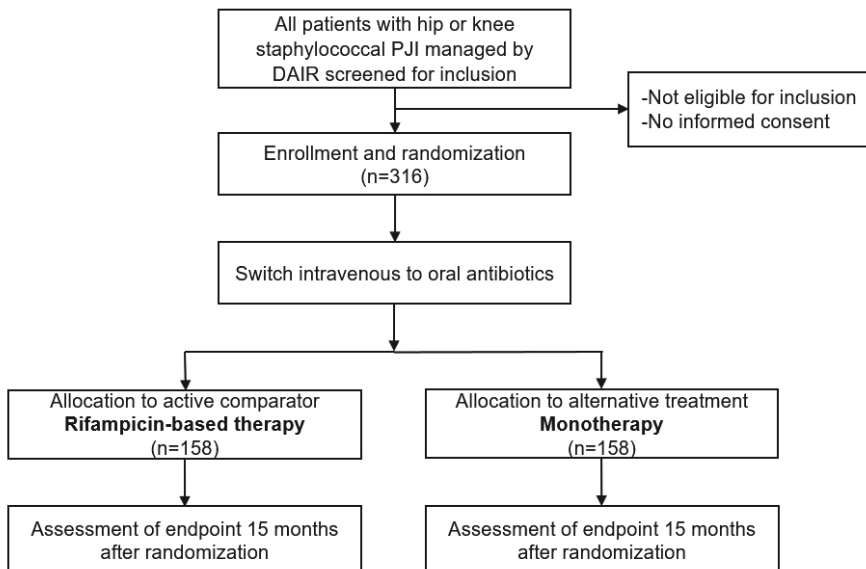 All patients with hip or knee
staphylococcal PJI managed by
DAIR screened for inclusion
-Not eligible for inclusion
-No informed consent
Enrollment and randomization
(n=316)
Switch intravenous to oral antibiotics
Allocation to active comparator
Rifampicin-based therapy
(n=158)
Allocation to alternative treatment
Monotherapy
(n=158)
Assessment of endpoint 15 months
after randomization
Assessment of endpoint 15 months
after randomization